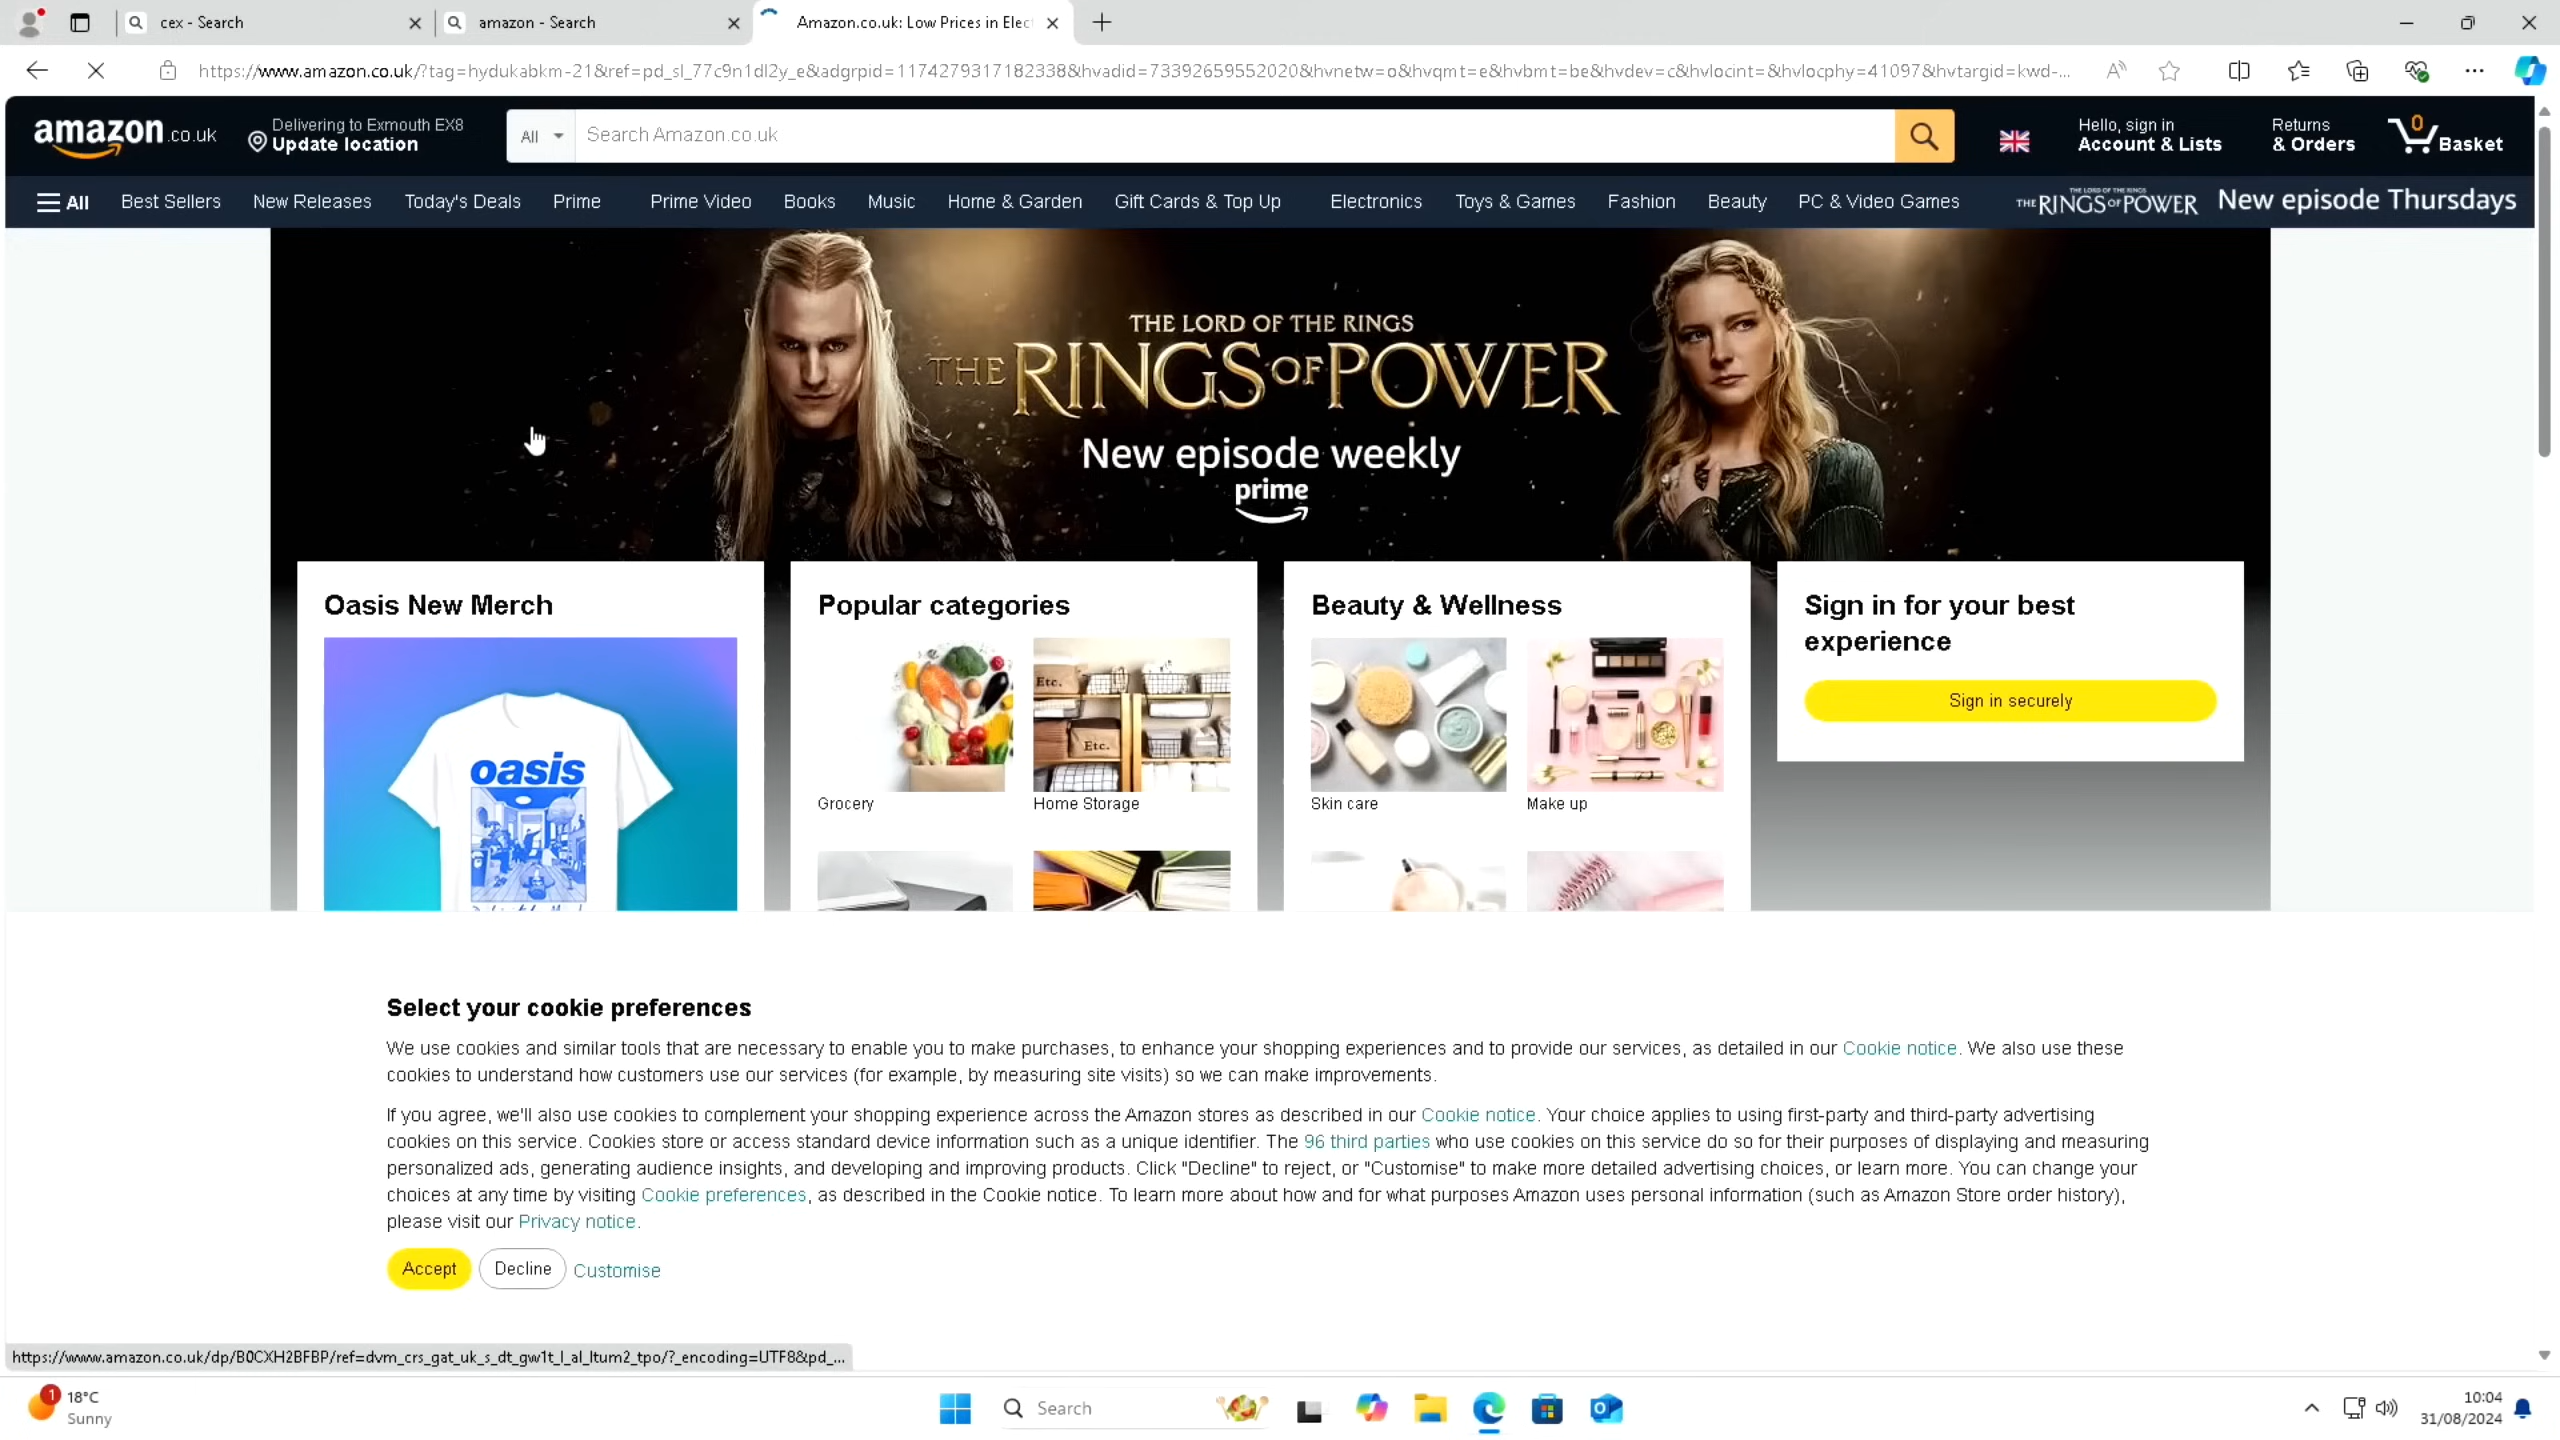 cex - Search
amazon - Search
Amazon.co.uk: Low Prices in Elec
https://www.amazon.co.uk/?tag=hydukabkm-21&ref=pd_sl_77c9n1dl2y_e&adgrpid=1174279317182338&hvadid=73392659552020&hvnetw=o&hvqmt=e&hvbmt=be&hvdev=c&hvlocint=&hvlocphy=41097&hvtargid=kwd-...
amazon.co.uk
Delivering to Exmouth EX8
Update location
All
Search Amazon.co.uk
Hello, sign in
Account & Lists
Returns
& Orders
0
Basket
All Best Sellers New Releases Today's Deals Prime Prime Video Books Music Home & Garden Gift Cards & Top Up Electronics Toys & Games Fashion Beauty PC & Video Games
THE LORD OF THE RINGS
THE RINGS OF POWER New episode Thursdays
THE LORD OF THE RINGS
THE RINGS OF POWER
New episode weekly
prime
Oasis New Merch
oasis
Popular categories
Etc.
Etc.
Grocery
Home Storage
Beauty & Wellness
Skin care
Make up
Sign in for your best
experience
Sign in securely
Select your cookie preferences
We use cookies and similar tools that are necessary to enable you to make purchases, to enhance your shopping experiences and to provide our services, as detailed in our Cookie notice. We also use these
cookies to understand how customers use our services (for example, by measuring site visits) so we can make improvements.
If you agree, we'll also use cookies to complement your shopping experience across the Amazon stores as described in our Cookie notice. Your choice applies to using first-party and third-party advertising
cookies on this service. Cookies store or access standard device information such as a unique identifier. The 96 third parties who use cookies on this service do so for their purposes of displaying and measuring
personalized ads, generating audience insights, and developing and improving products. Click "Decline" to reject, or "Customise" to make more detailed advertising choices, or learn more. You can change your
choices at any time by visiting Cookie preferences, as described in the Cookie notice. To learn more about how and for what purposes Amazon uses personal information (such as Amazon Store order history),
please visit our Privacy notice.
Accept Decline Customise
https://www.amazon.co.uk/dp/B0CXH2BFBP/ref=dvm_crs_gat_uk_s_dt_gw1t_l_al_ltum2_tpo/?_encoding=UTF8&pd_...
1
18°C
Sunny
Search
10:04
31/08/2024